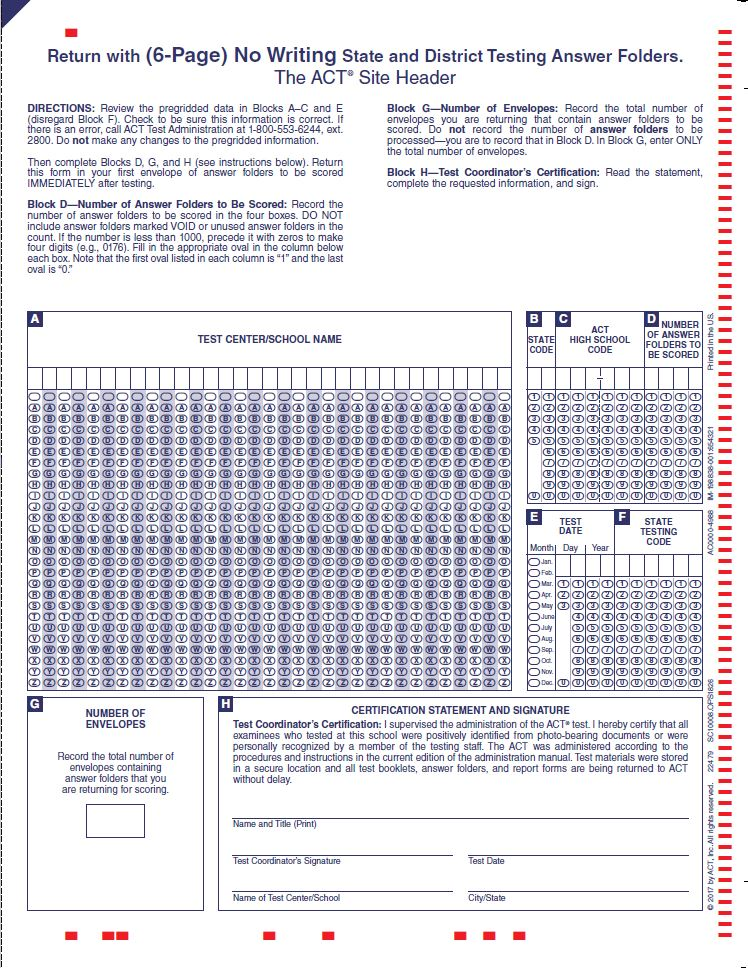 Return with (6-Page) No Writing State and District Testing Answer Folders.
The ACT® Site Header
DIRECTIONS: Review the pregridded data in Blocks A–C and E
(disregard Block F). Check to be sure this information is correct. If
there is an error, call ACT Test Administration at 1-800-553-6244, ext.
2800. Do not make any changes to the pregridded information.
Then complete Blocks D, G, and H (see instructions below). Return
this form in your first envelope of answer folders to be scored
IMMEDIATELY after testing.
Block D—Number of Answer Folders to Be Scored: Record the
number of answer folders to be scored in the four boxes. DO NOT
include answer folders marked VOID or unused answer folders in the
count. If the number is less than 1000, precede it with zeros to make
four digits (e.g., 0176). Fill in the appropriate oval in the column below
each box. Note that the first oval listed in each column is “1” and the last
oval is “0.”
Block G—Number of Envelopes: Record the total number of
envelopes you are returning that contain answer folders to be
scored. Do not record the number of answer folders to be
processed—you are to record that in Block D. In Block G, enter ONLY
the total number of envelopes.
Block H—Test Coordinator’s Certification: Read the statement,
complete the requested information, and sign.
A
TEST CENTER/SCHOOL NAME
B
STATE
CODE
C
ACT
HIGH SCHOOL
CODE
D
NUMBER
OF ANSWER
FOLDERS TO
BE SCORED
E
TEST
DATE
Month Day Year
Jan.
Feb.
Mar.
Apr.
May
June
July
Aug.
Sep.
Oct.
Nov.
Dec.
F
STATE
TESTING
CODE
G
NUMBER OF
ENVELOPES
Record the total number of
envelopes containing
answer folders that you
are returning for scoring.
H
CERTIFICATION STATEMENT AND SIGNATURE
Test Coordinator’s Certification: I supervised the administration of the ACT® test. I hereby certify that all
examinees who tested at this school were positively identified from photo-bearing documents or were
personally recognized by a member of the testing staff. The ACT was administered according to the
procedures and instructions in the current edition of the administration manual. Test materials were stored
in a secure location and all test booklets, answer folders, and report forms are being returned to ACT
without delay.
Name and Title (Print)
Test Coordinator’s Signature
Test Date
Name of Test Center/School
City/State
Printed in the US.
IM-198838-001:654321
AC00004988
SC10008.OPS1826
22479
© 2017 by ACT, Inc. All rights reserved.